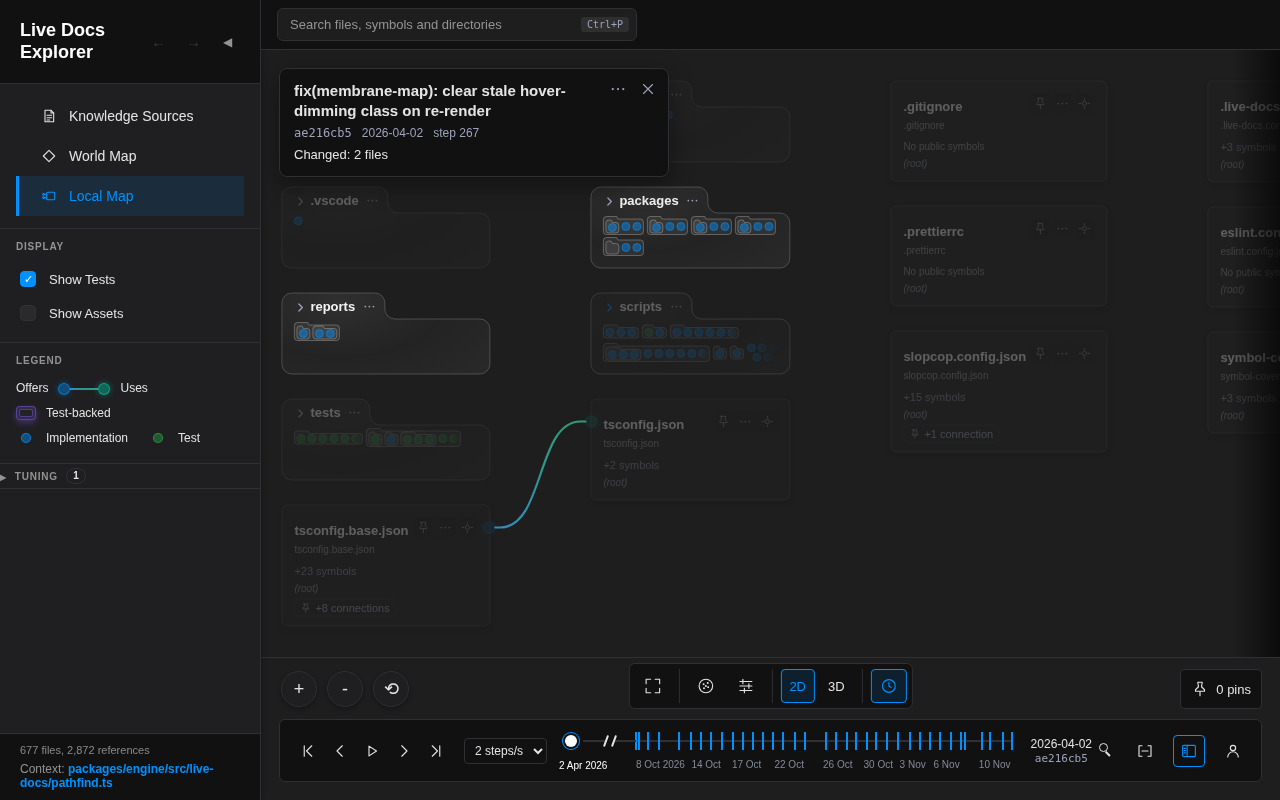 Live Docs
Explorer
Search files, symbols and directories
Ctrl+P
Knowledge Sources
World Map
Local Map
DISPLAY
Show Tests
Show Assets
LEGEND
Offers
Uses
Test-backed
Implementation
Test
TUNING
1
677 files, 2,872 references
Context: packages/engine/src/live-
docs/pathfind.ts
fix(membrane-map): clear stale hover-
dimming class on re-render
ae216cb5 2026-04-02 step 267
Changed: 2 files
.vscode
packages
reports
scripts
tests
tsconfig.json
tsconfig.json
+2 symbols
(root)
tsconfig.base.json
tsconfig.base.json
+23 symbols
(root)
+8 connections
.gitignore
.gitignore
No public symbols
(root)
.prettierrc
.prettierrc
No public symbols
(root)
slopcop.config.json
slopcop.config.json
+15 symbols
(root)
+1 connection
(root)
(root)
(root)
+
-
2D
3D
0 pins
2 steps/s
2 Apr 2026
8 Oct 2026
14 Oct
17 Oct
22 Oct
26 Oct
30 Oct
3 Nov
6 Nov
10 Nov
2026-04-02
ae216cb5